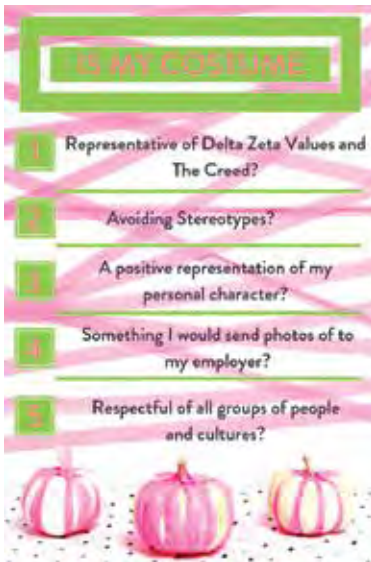 IS MY COSTUME
1
Representative of Delta Zeta Values and
The Creed?
2
Avoiding Stereotypes?
3
A positive representation of my
personal character?
4
Something I would send photos of to
my employer?
5
Respectful of all groups of people
and cultures?